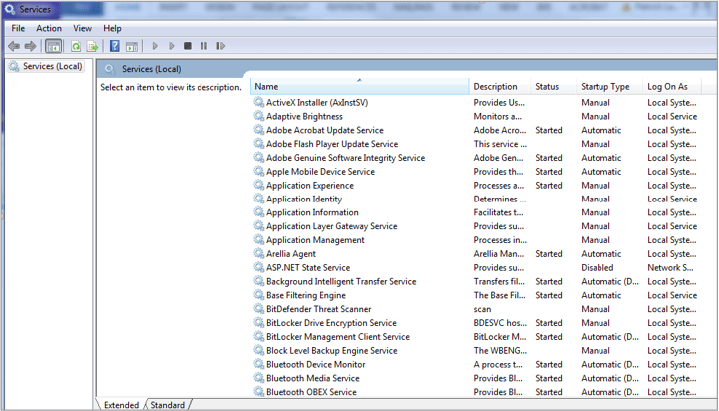 Services
File Action View Help
Services (Local)
Services (Local)
Select an item to view its cescription.
Name Description Status Startup Type Log On As
ActiveX Installer (AxInstSV) Provides Us... Manual Local Syste...
Adaptive Brightness Monitors a... Manual Local Service
Adobe Acrobat Update Service Adobe Acro... Started Automatic Local Syste...
Adobe Flash Player Update Service This service ... Manual Local Syste...
Adobe Genuine Software Integrity Service Adobe Gen... Started Automatic Local Syste...
Apple Mobile Device Service Provides th... Started Automatic Local Syste...
Application Experience Processes a... Started Manual Local Syste...
Application Identity Determines ... Manual Local Service
Application Information Facilitates t... Manual Local Syste...
Application Layer Gateway Service Provides su... Manual Local Service
Application Management Processes in... Manual Local Syste...
Arellia Agent Arellia Man... Started Automatic Local Syste...
ASP.NET State Service Provides su... Disabled Network S...
Background Intelligent Transfer Service Transfers fil... Started Automatic (D... Local Syste...
Base Filtering Engine The Base Fil... Started Automatic Local Service
BitDefender Threat Scanner scan Manual Local Syste...
BitLocker Drive Encryption Service BDESVC hos... Started Manual Local Syste...
BitLocker Management Client Service BitLocker M... Started Automatic (D... Local Syste...
Block Level Backup Engine Service The WBENG... Manual Local Syste...
Bluetooth Device Monitor A process t... Started Automatic Local Syste...
Bluetooth Media Service Provides Bl... Started Automatic Local Syste...
Bluetooth OBEX Service Provides Bl... Started Automatic Local Syste...
Extended Standard